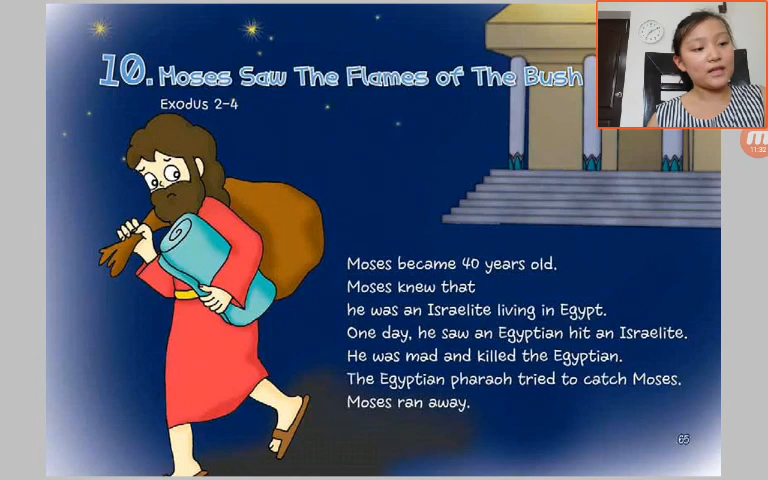 10. Moses Saw The Flames of The Bush
Exodus 2-4
Moses became 40 years old.
Moses knew that
he was an Israelite living in Egypt.
One day, he saw an Egyptian hit an Israelite.
He was mad and killed the Egyptian.
The Egyptian pharaoh tried to catch Moses.
Moses ran away.
65
11:32